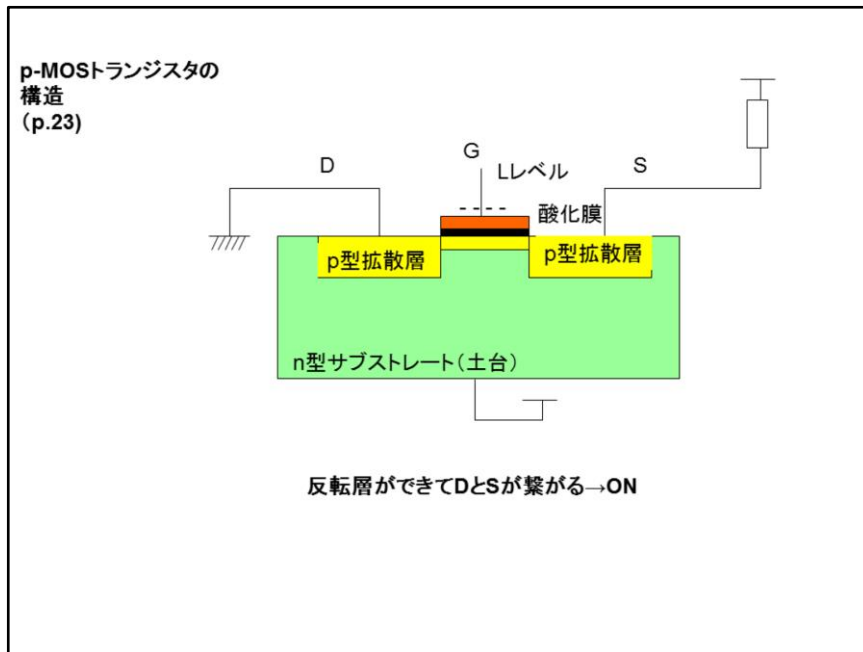 p-MOSトランジスタの
構造
(p.23)
G
D
S
Lレベル
----
酸化膜
p型拡散層
p型拡散層
n型サブストレート(土台)
反転層ができてDとSが繋がる→ON